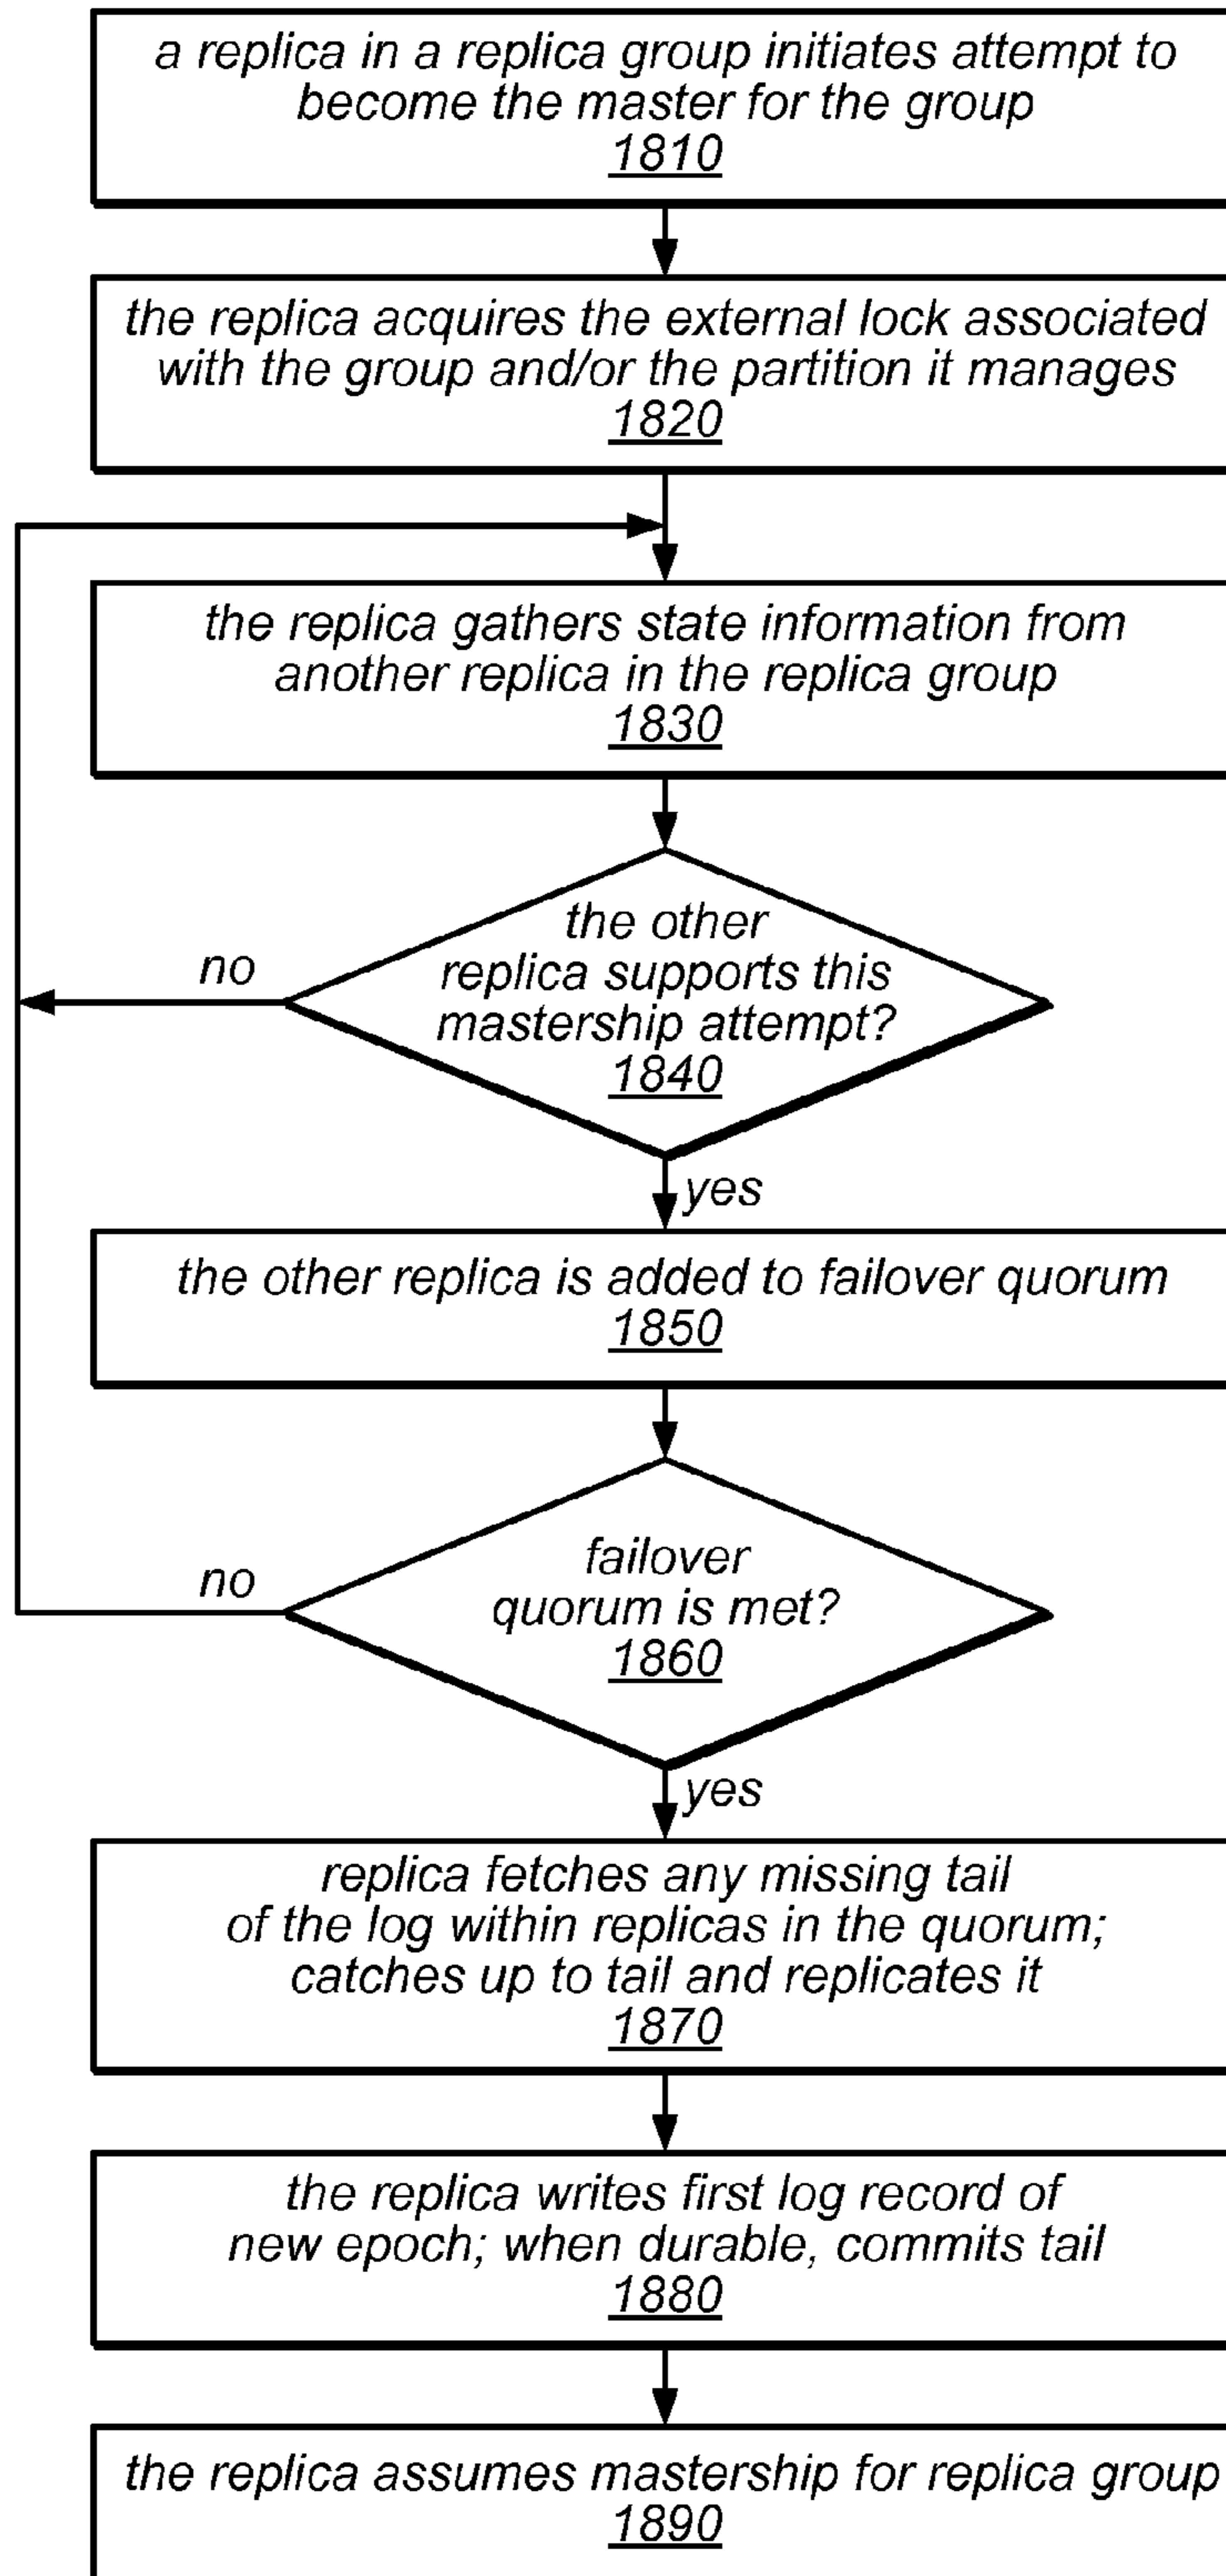 a replica in a replica group initiates attempt to
become the master for the group
1810
the replica acquires the external lock associated
with the group and/or the partition it manages
1820
the replica gathers state information from
another replica in the replica group
1830
the other
replica supports this
mastership attempt?
1840
no
yes
the other replica is added to failover quorum
1850
failover
quorum is met?
1860
no
yes
replica fetches any missing tail
of the log within replicas in the quorum;
catches up to tail and replicates it
1870
the replica writes first log record of
new epoch; when durable, commits tail
1880
the replica assumes mastership for replica group
1890